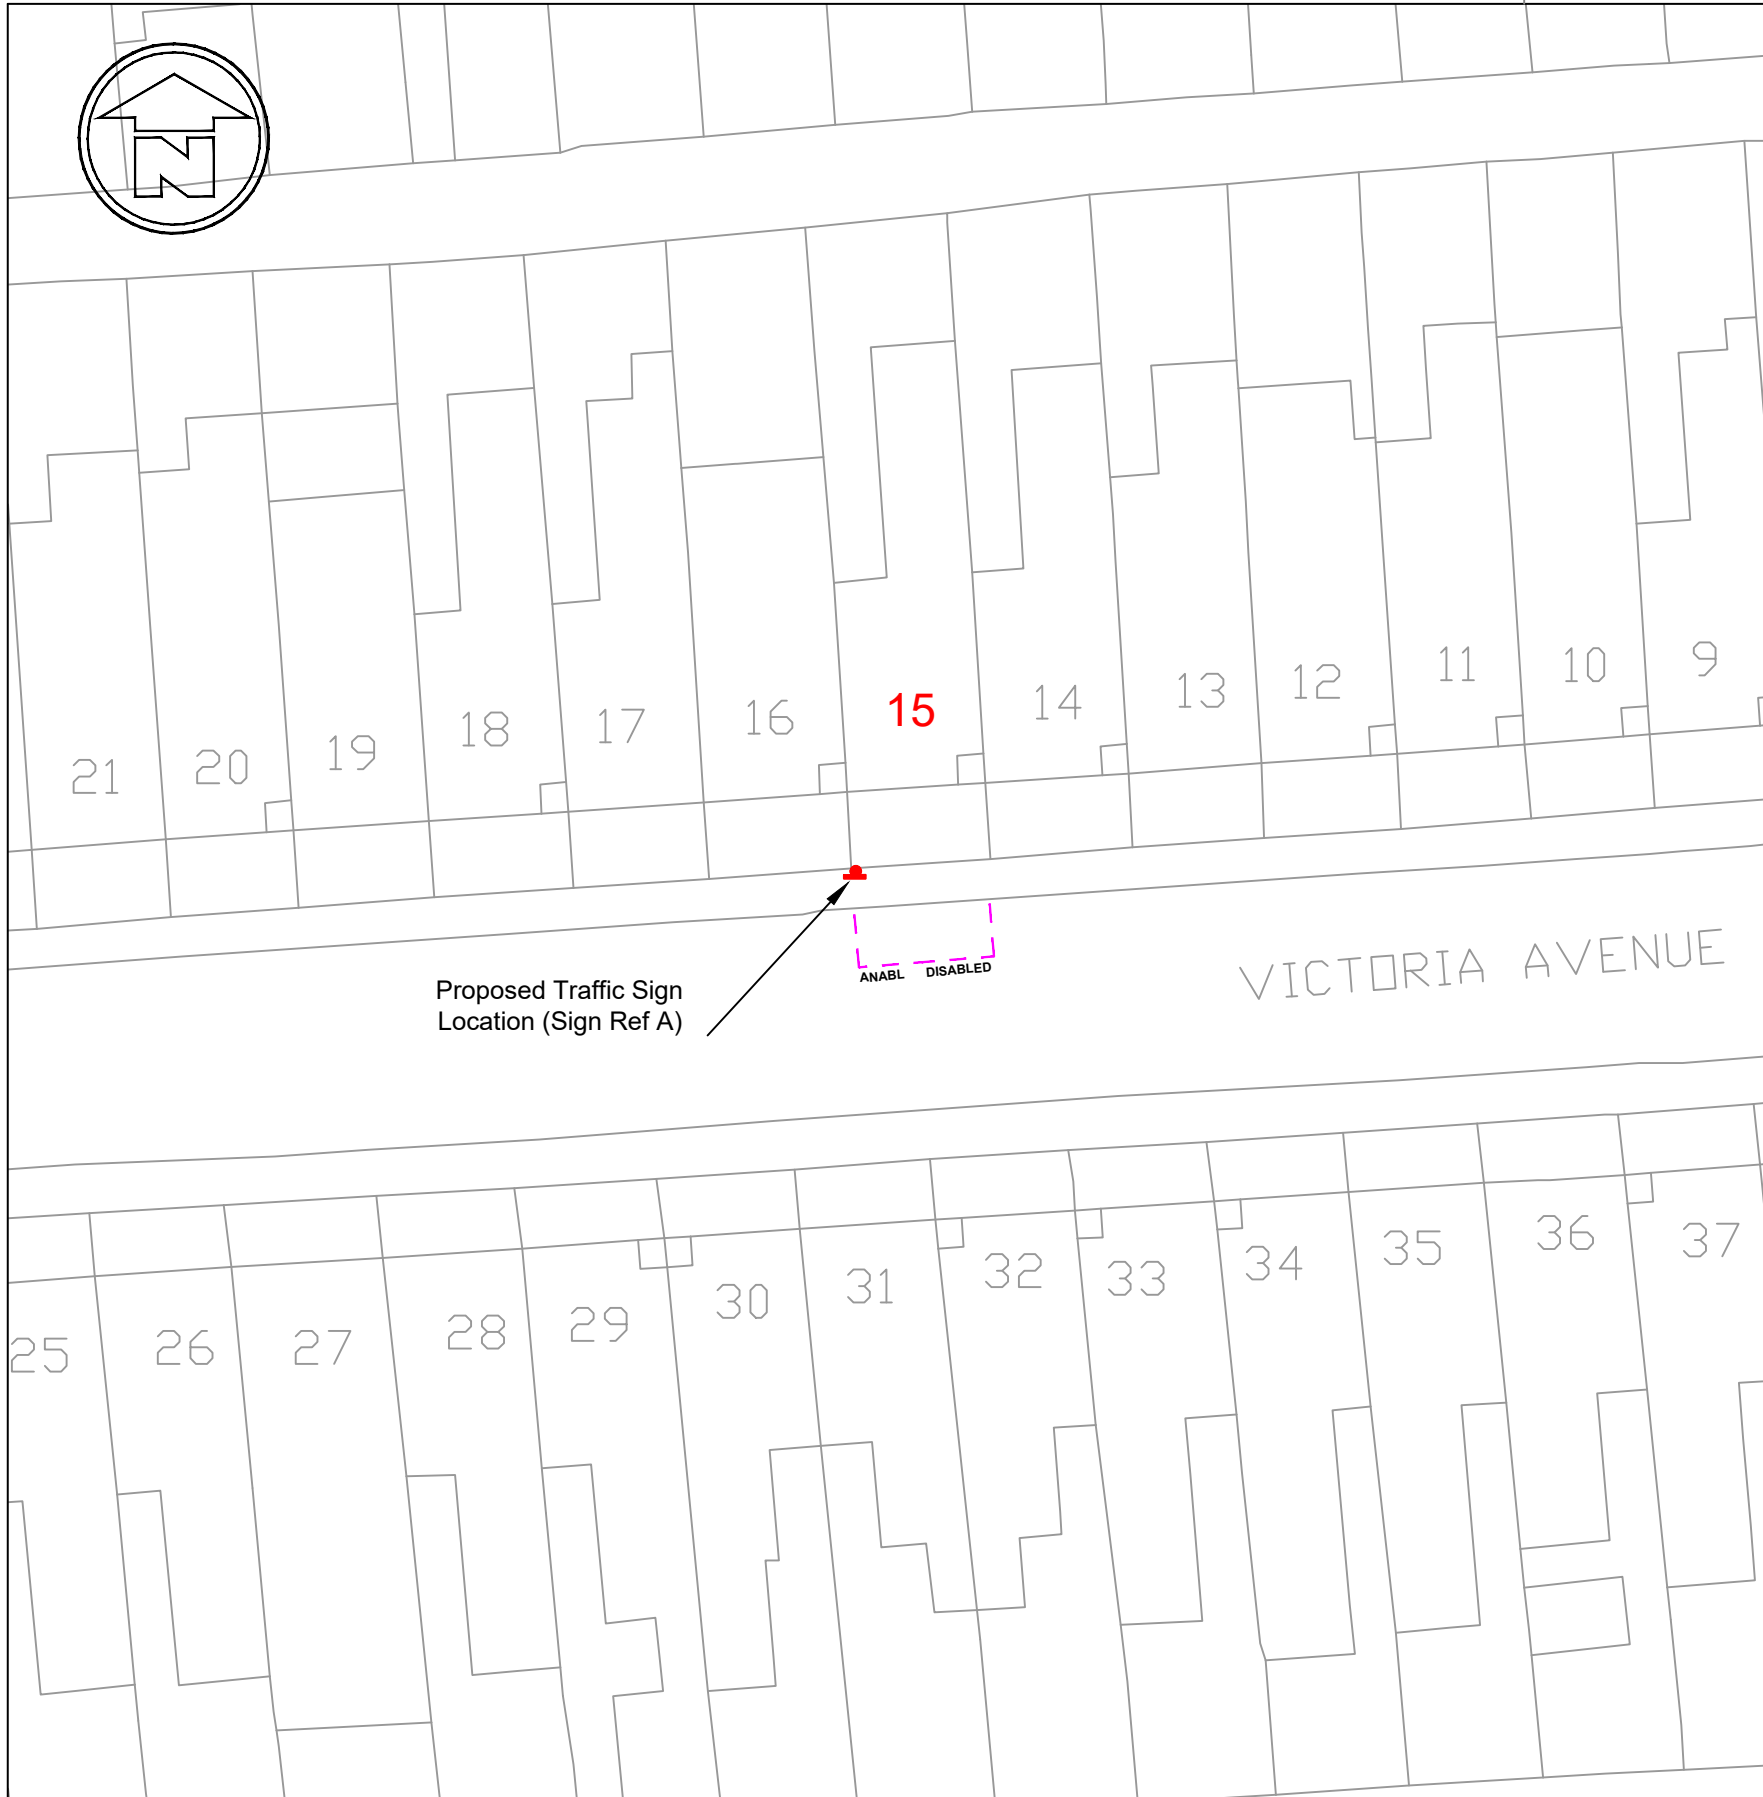 N
21 20 19 18 17 16 15 14 13 12 11 10 9
ANABL DISABLED
Proposed Traffic Sign
Location (Sign Ref A)
VICTORIA AVENUE
25 26 27 28 29 30 31 32 33 34 35 36 37